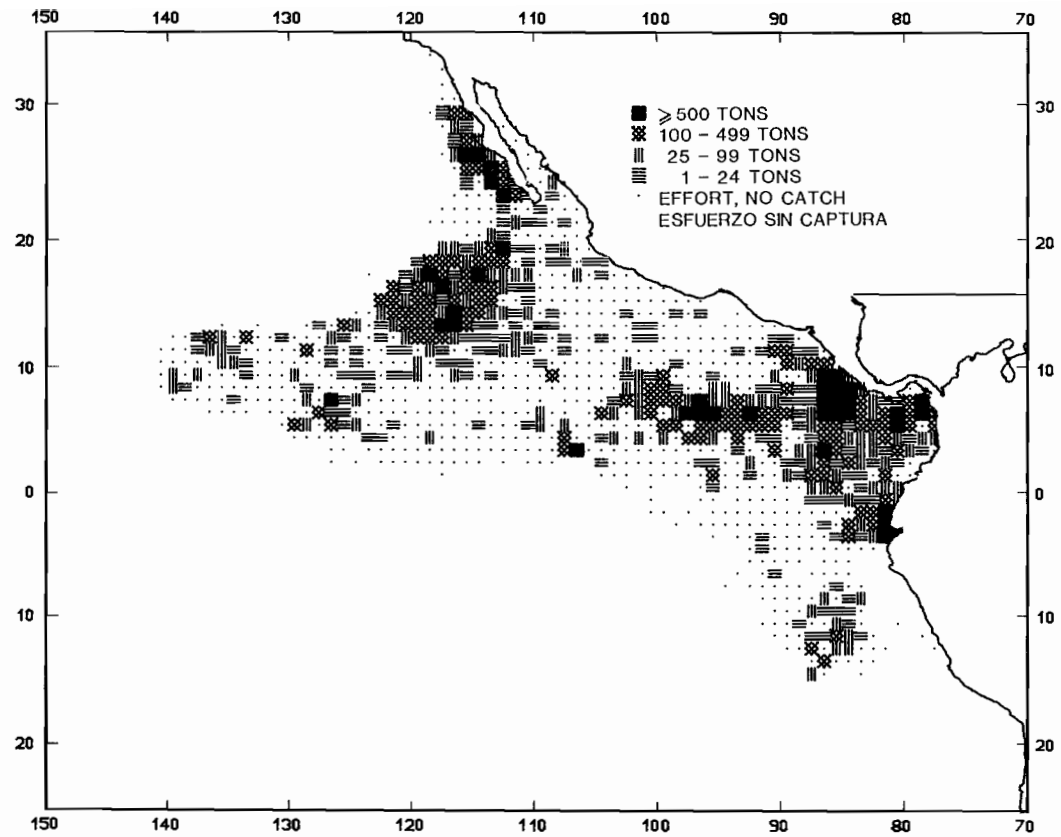 150 140 130 120 110 100 90 80 70
30 30
⩾ 500 TONS
100 – 499 TONS
25 – 99 TONS
1 – 24 TONS
EFFORT, NO CATCH
ESFUERZO SIN CAPTURA
20 20
10 10
0 0
10 10
20 20
150 140 130 120 110 100 90 80 70